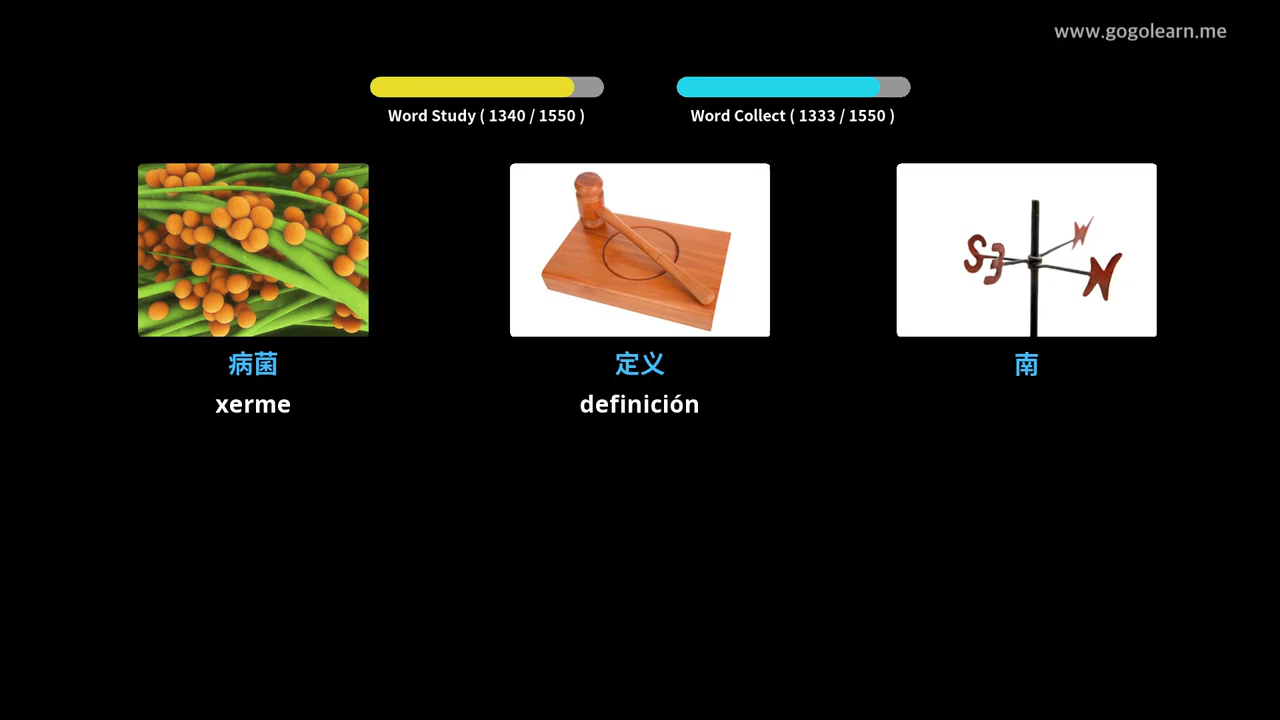 www.gogolearn.me
Word Study ( 1340 / 1550 )
Word Collect ( 1333 / 1550 )
S
N
病菌
定义
南
xerme
definición